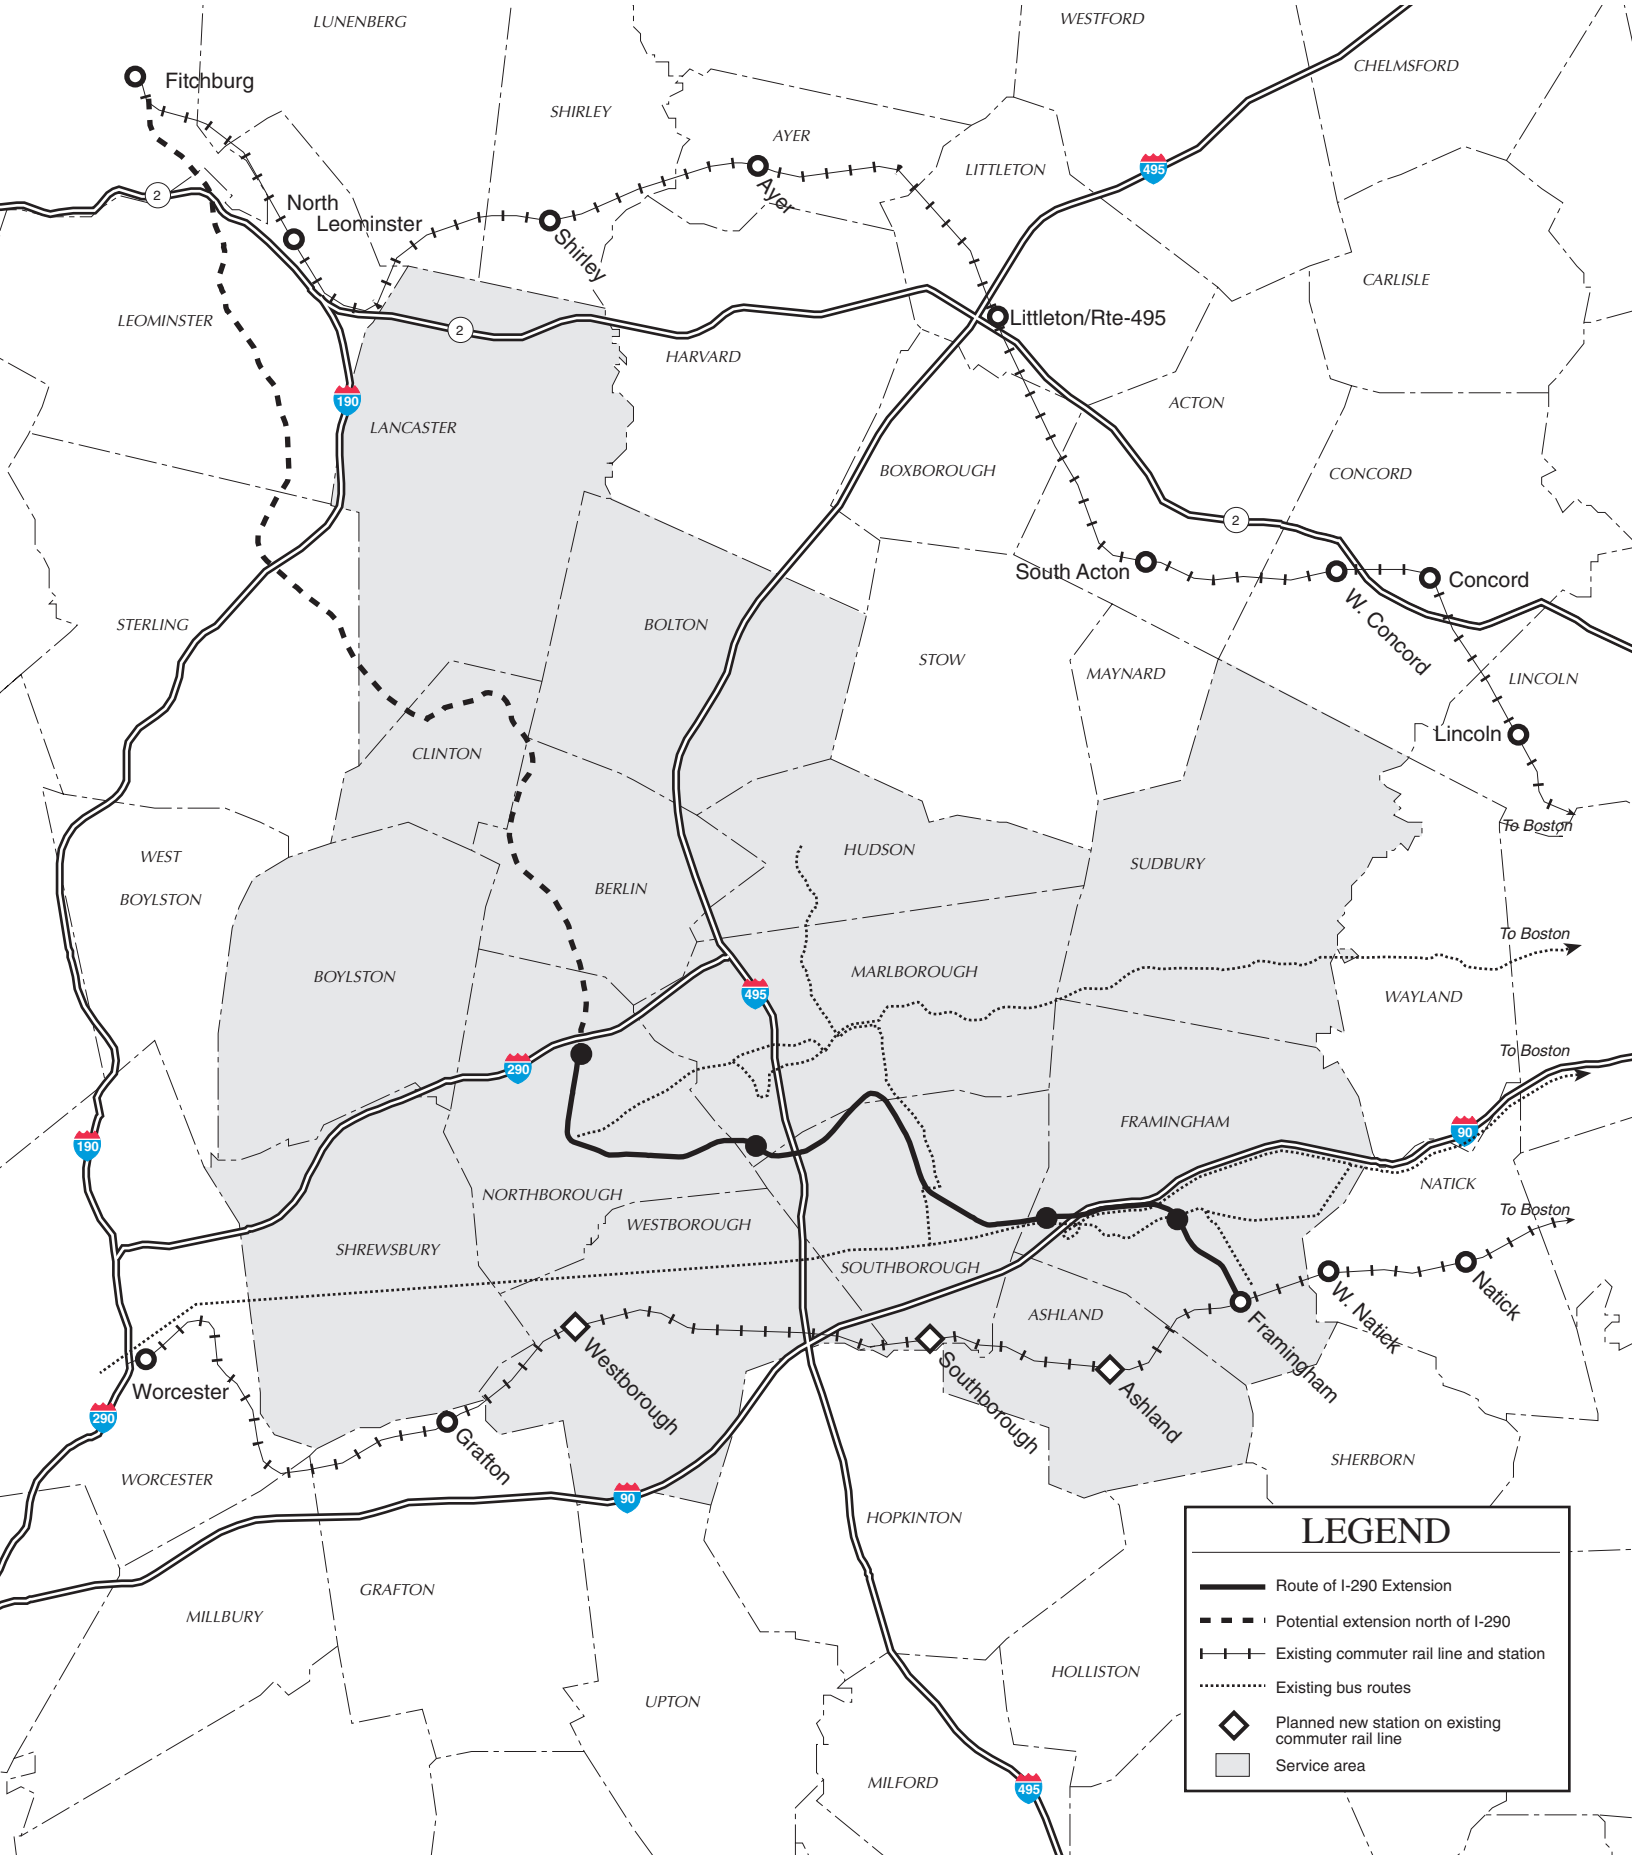 LUNENBERG
WESTFORD
CHELMSFORD
Fitchburg
SHIRLEY
AYER
LITTLETON
495
2
North
Leominster
Ayer
Shirley
CARLISLE
LEOMINSTER
2
Littleton/Rte-495
HARVARD
190
ACTON
LANCASTER
BOXBOROUGH
CONCORD
2
South Acton
Concord
W. Concord
STERLING
BOLTON
STOW
MAYNARD
LINCOLN
Lincoln
CLINTON
To Boston
WEST
BOYLSTON
HUDSON
SUDBURY
BERLIN
To Boston
BOYLSTON
MARLBOROUGH
495
WAYLAND
To Boston
290
FRAMINGHAM
90
190
NATICK
NORTHBOROUGH
WESTBOROUGH
To Boston
SHREWSBURY
SOUTHBOROUGH
ASHLAND
W. Natick
Natick
Framingham
Westborough
Southborough
Ashland
Worcester
290
Grafton
WORCESTER
SHERBORN
90
HOPKINTON
GRAFTON
MILLBURY
HOLLISTON
UPTON
MILFORD
495
LEGEND
Route of I-290 Extension
Potential extension north of I-290
Existing commuter rail line and station
Existing bus routes
Planned new station on existing
commuter rail line
Service area